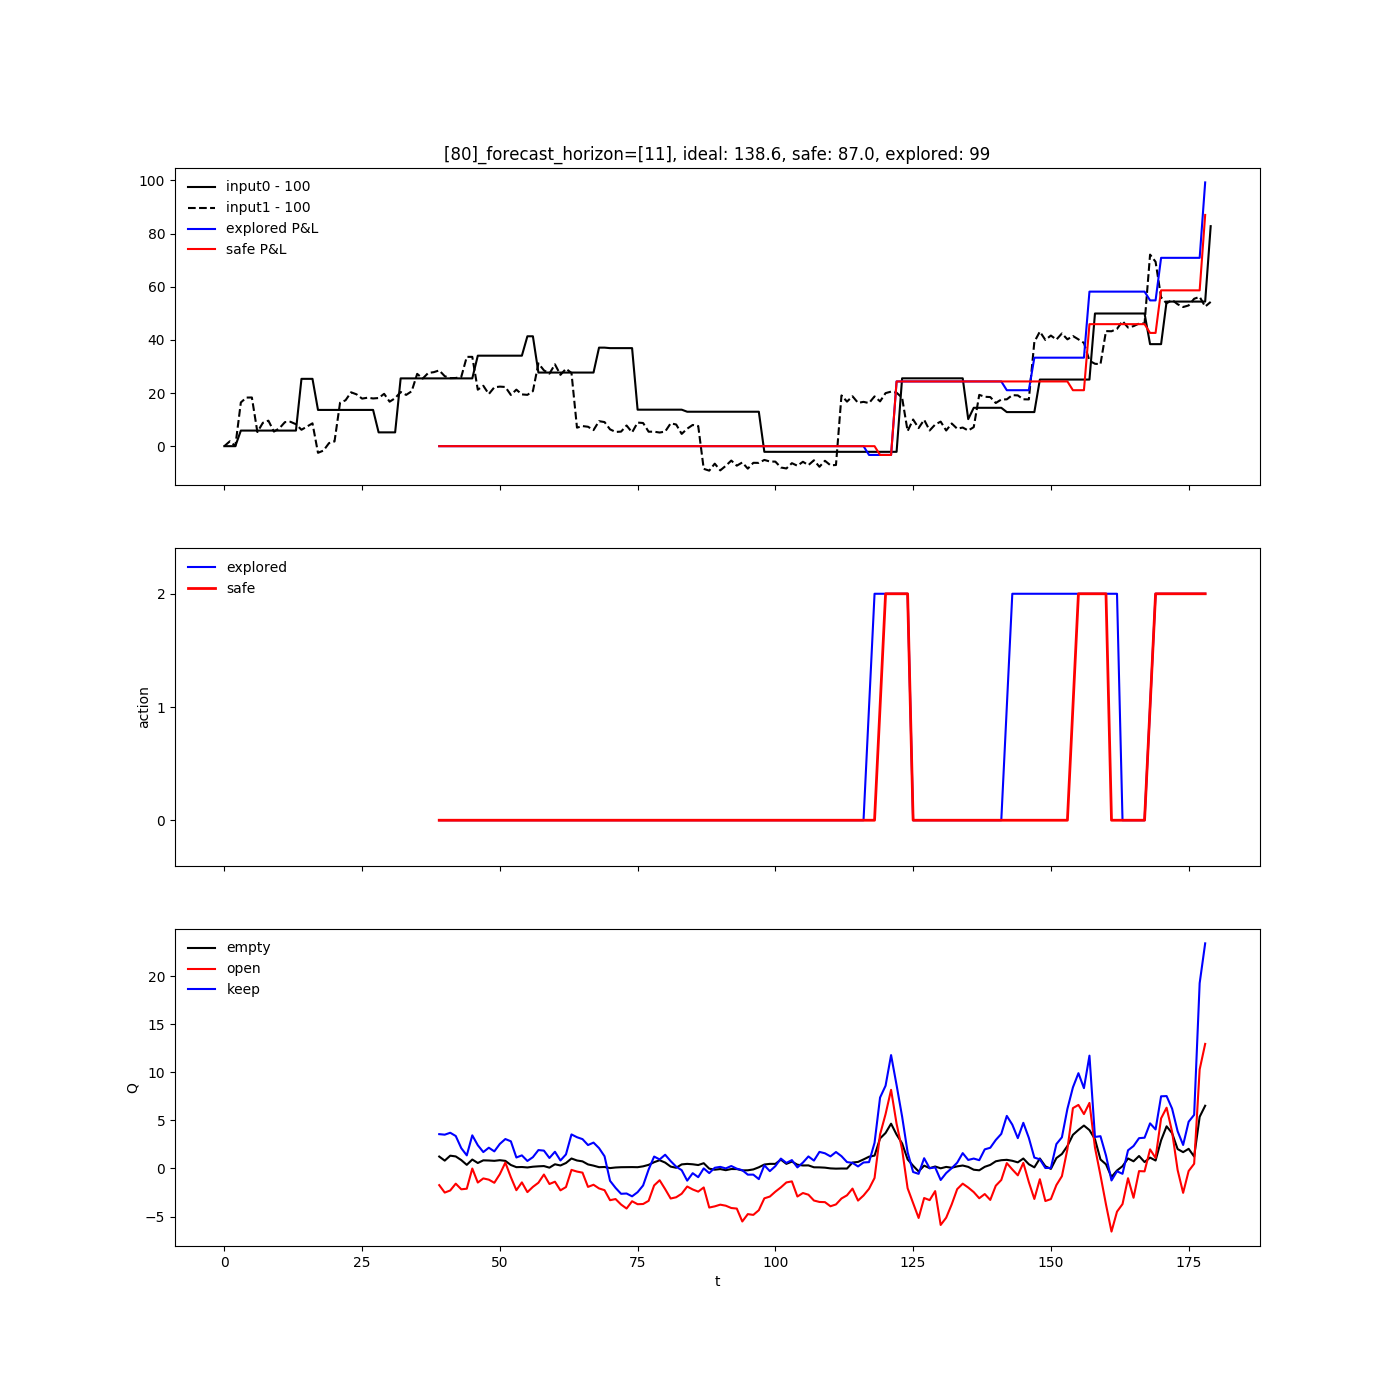 [80]_forecast_horizon=[11], ideal: 138.6, safe: 87.0, explored: 99
100
80
60
40
20
0
input0 - 100
input1 - 100
explored P&L
safe P&L
action
2
1
0
explored
safe
Q
20
15
10
5
0
−5
empty
open
keep
0 25 50 75 100 125 150 175
t